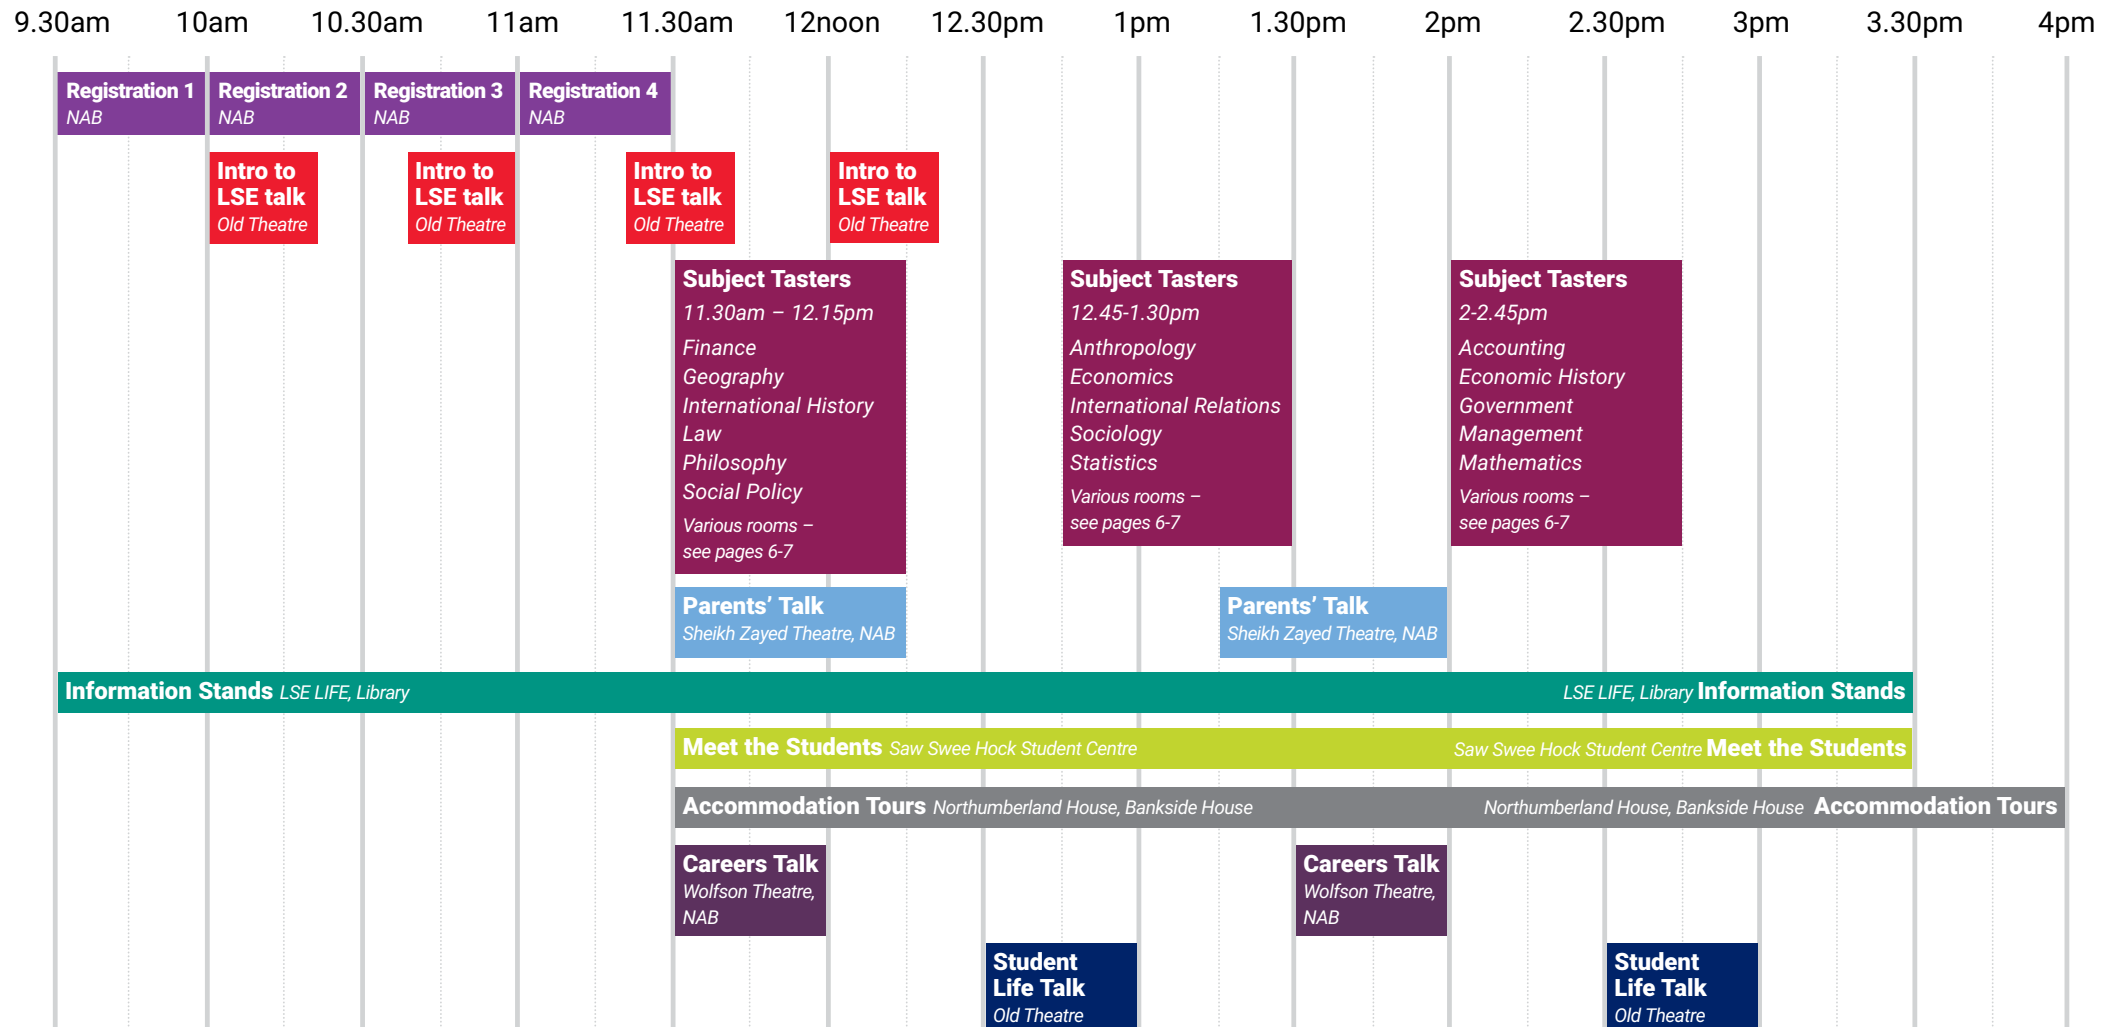 9.30am 10am 10.30am 11am 11.30am 12noon 12.30pm 1pm 1.30pm 2pm 2.30pm 3pm 3.30pm 4pm
Registration 1
NAB
Registration 2
NAB
Registration 3
NAB
Registration 4
NAB
Intro to
LSE talk
Old Theatre
Intro to
LSE talk
Old Theatre
Intro to
LSE talk
Old Theatre
Intro to
LSE talk
Old Theatre
Subject Tasters
11.30am – 12.15pm
Finance
Geography
International History
Law
Philosophy
Social Policy
Various rooms –
see pages 6-7
Subject Tasters
12.45-1.30pm
Anthropology
Economics
International Relations
Sociology
Statistics
Various rooms –
see pages 6-7
Subject Tasters
2-2.45pm
Accounting
Economic History
Government
Management
Mathematics
Various rooms –
see pages 6-7
Parents’ Talk
Sheikh Zayed Theatre, NAB
Parents’ Talk
Sheikh Zayed Theatre, NAB
Information Stands LSE LIFE, Library LSE LIFE, Library Information Stands
Meet the Students Saw Swee Hock Student Centre Saw Swee Hock Student Centre Meet the Students
Accommodation Tours Northumberland House, Bankside House Northumberland House, Bankside House Accommodation Tours
Careers Talk
Wolfson Theatre,
NAB
Careers Talk
Wolfson Theatre,
NAB
Student
Life Talk
Old Theatre
Student
Life Talk
Old Theatre